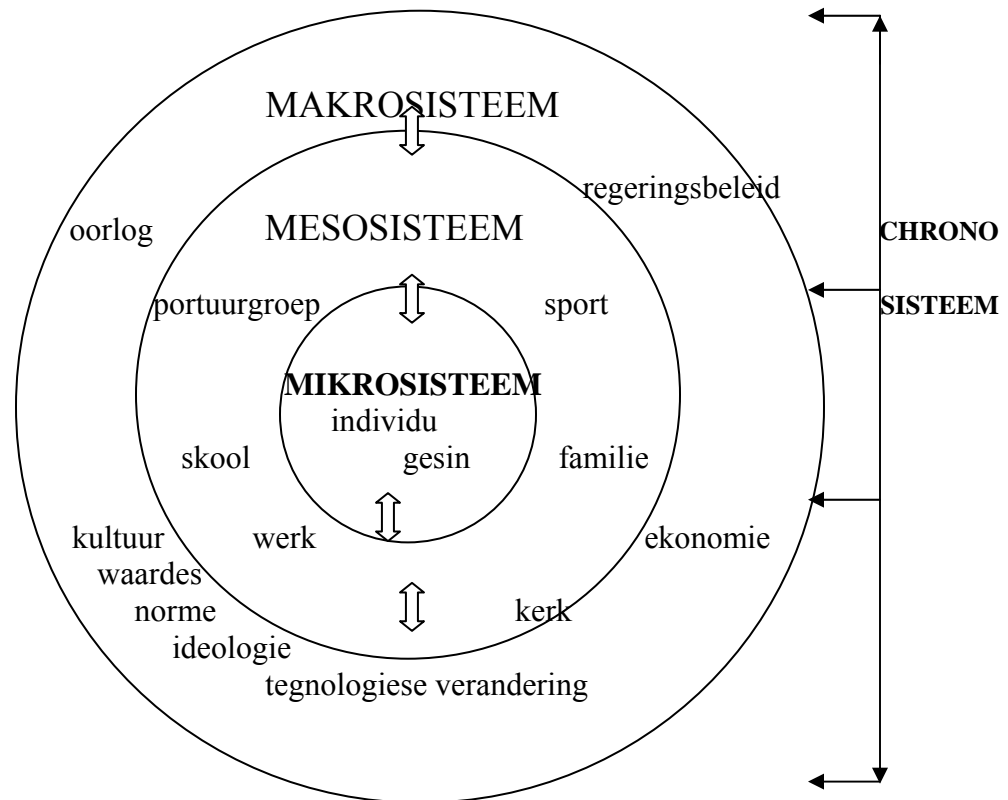 MAKROSISTEEM
regeringsbeleid
oorlog
MESOSISTEEM
CHRONO
portuurgroep
sport
SISTEEM
MIKROSISTEEM
individu
skool
gesin
familie
kultuur
werk
ekonomie
waardes
norme
kerk
ideologie
tegnologiese verandering